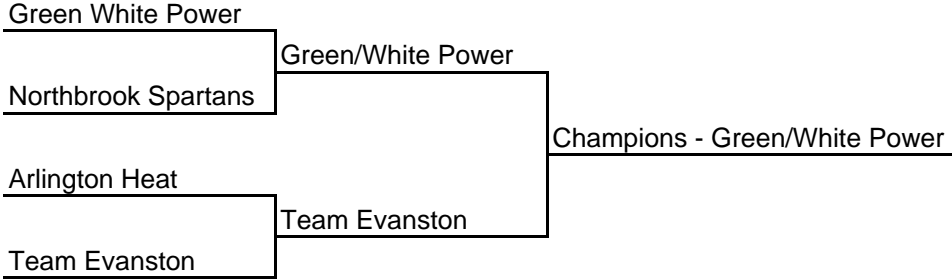 Green White Power
Green/White Power
Northbrook Spartans
Champions - Green/White Power
Arlington Heat
Team Evanston
Team Evanston